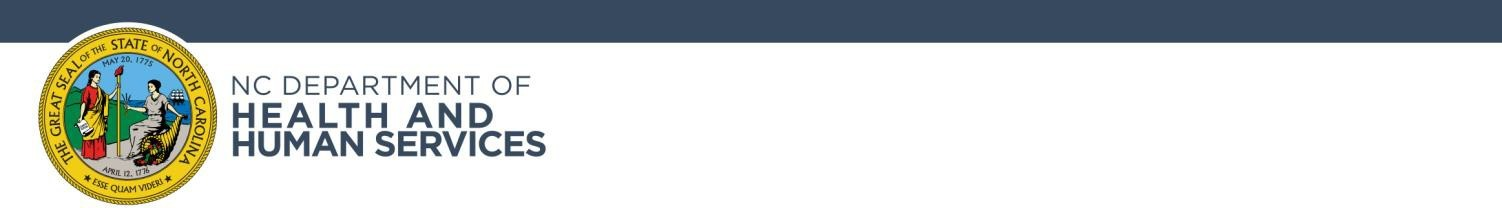 THE GREAT SEAL OF THE STATE OF NORTH CAROLINA
MAY 20, 1775
APRIL 12, 1776
★ ESSE QUAM VIDERI ★
NC DEPARTMENT OF
HEALTH AND
HUMAN SERVICES